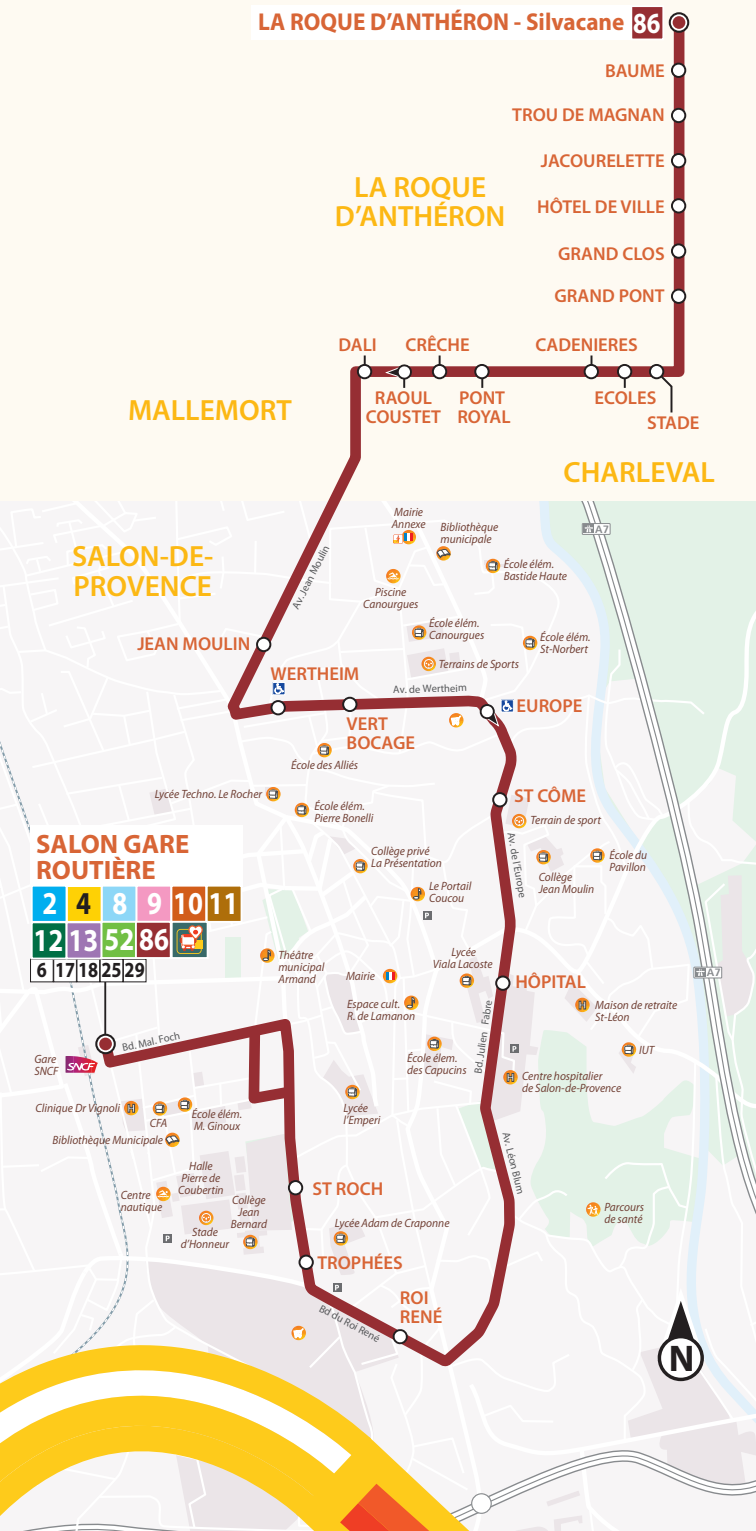 LA ROQUE D'ANTHÉRON - Silvacane 86
BAUME
TROU DE MAGNAN
JACOURELETTE
LA ROQUE
D'ANTHÉRON
HÔTEL DE VILLE
GRAND CLOS
GRAND PONT
DALI
CRÊCHE
CADENIERES
RAOUL
COUSTET
PONT
ROYAL
ECOLES
STADE
MALLEMORT
CHARLEVAL
SALON-DE-
PROVENCE
Mairie
Annexe
Bibliothèque
municipale
A7
École élém.
Bastide Haute
Piscine
Canourgues
Av. Jean Moulin
École élém.
Canourgues
École élém.
St-Norbert
JEAN MOULIN
Terrains de Sports
WERTHEIM
Av. de Wertheim
EUROPE
VERT
BOCAGE
École des Alliés
Lycée Techno. Le Rocher
École élém.
Pierre Bonelli
ST CÔME
Terrain de sport
Av. de l'Europe
SALON GARE
ROUTIÈRE
2 4 8 9 10 11
12 13 52 86
6 17 18 25 29
Collège privé
La Présentation
Collège
Jean Moulin
École du
Pavillon
Le Portail
Coucou
P
Théâtre
municipal
Armand
Mairie
Lycée
Viala Lacoste
A7
HÔPITAL
Espace cult.
R. de Lamanon
Maison de retraite
St-Léon
Bd. Julien Fabre
Bd. Mal. Foch
Gare
SNCF
SNCF
École élém.
des Capucins
P
IUT
H
Centre hospitalier
de Salon-de-Provence
Clinique Dr Vignoli
H
CFA
École élém.
M. Ginoux
Lycée
l'Emperi
Bibliothèque Municipale
Av. Léon Blum
Halle
Pierre de
Coubertin
ST ROCH
Centre
nautique
Collège
Jean
Bernard
Stade
d'Honneur
P
Lycée Adam de Craponne
Parcours
de santé
TROPHÉES
P
ROI
RENÉ
Bd du Roi René
N